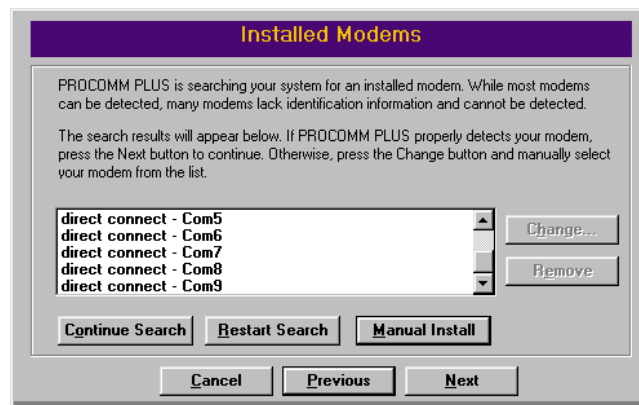 Installed Modems
PROCOMM PLUS is searching your system for an installed modem. While most modems
can be detected, many modems lack identification information and cannot be detected.
The search results will appear below. If PROCOMM PLUS properly detects your modem,
press the Next button to continue. Otherwise, press the Change button and manually select
your modem from the list.
direct connect - Com5
direct connect - Com6
direct connect - Com7
direct connect - Com8
direct connect - Com9
Change...
Remove
Continue Search Restart Search Manual Install
Cancel Previous Next